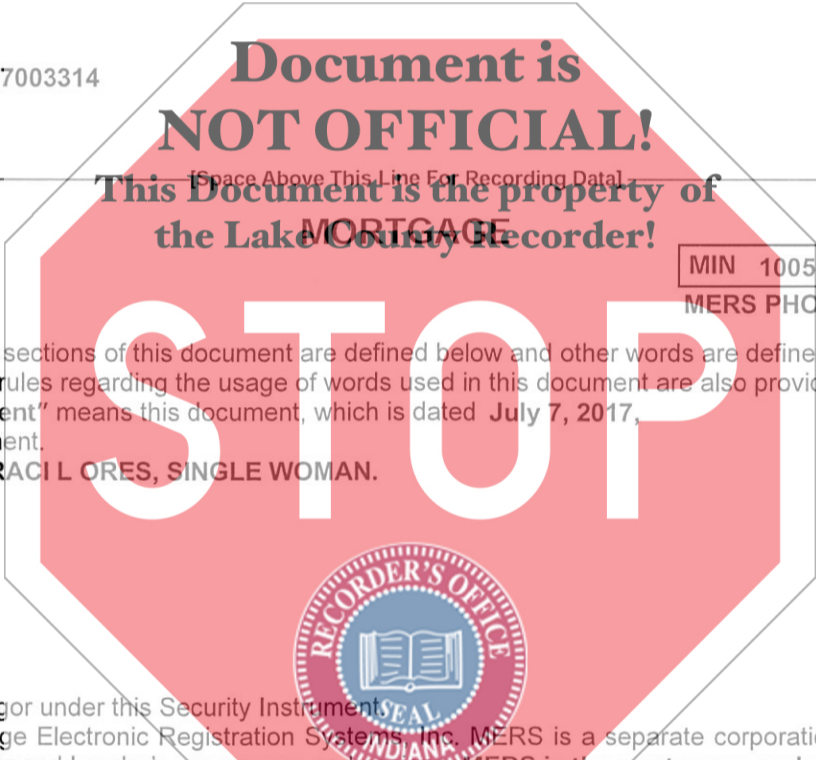 7003314
Document is
NOT OFFICIAL!
[Space Above This Line For Recording Data]
This Document is the property of
MORTGAGE
the Lake County Recorder!
MIN 1005
MERS PHO
STOP
sections of this document are defined below and other words are define
rules regarding the usage of words used in this document are also provid
ent" means this document, which is dated July 7, 2017,
ent.
RACI L ORES, SINGLE WOMAN.
RECORDER'S OFFICE
SEAL
INDIANA
gor under this Security Instrument.
ge Electronic Registration Systems, Inc. MERS is a separate corporati